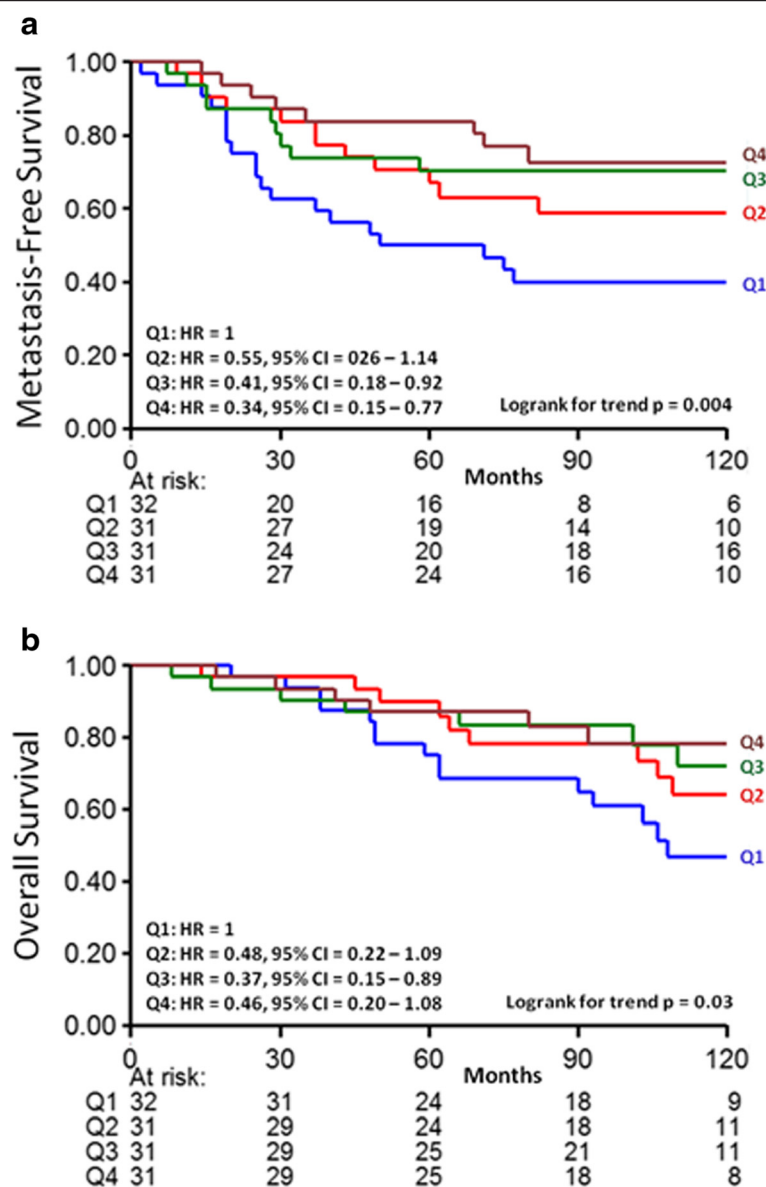 a
Metastasis-Free Survival
1.00
0.80
0.60
0.40
0.20
0.00
Q4
Q3
Q2
Q1
Q1: HR = 1
Q2: HR = 0.55, 95% CI = 026 – 1.14
Q3: HR = 0.41, 95% CI = 0.18 – 0.92
Q4: HR = 0.34, 95% CI = 0.15 – 0.77
Logrank for trend p = 0.004
0 30 60 90 120
At risk: Months
Q1 32 20 16 8 6
Q2 31 27 19 14 10
Q3 31 24 20 18 16
Q4 31 27 24 16 10
b
Overall Survival
1.00
0.80
0.60
0.40
0.20
0.00
Q4
Q3
Q2
Q1
Q1: HR = 1
Q2: HR = 0.48, 95% CI = 0.22 – 1.09
Q3: HR = 0.37, 95% CI = 0.15 – 0.89
Q4: HR = 0.46, 95% CI = 0.20 – 1.08
Logrank for trend p = 0.03
0 30 60 90 120
At risk: Months
Q1 32 31 24 18 9
Q2 31 29 24 18 11
Q3 31 29 25 21 11
Q4 31 29 25 18 8